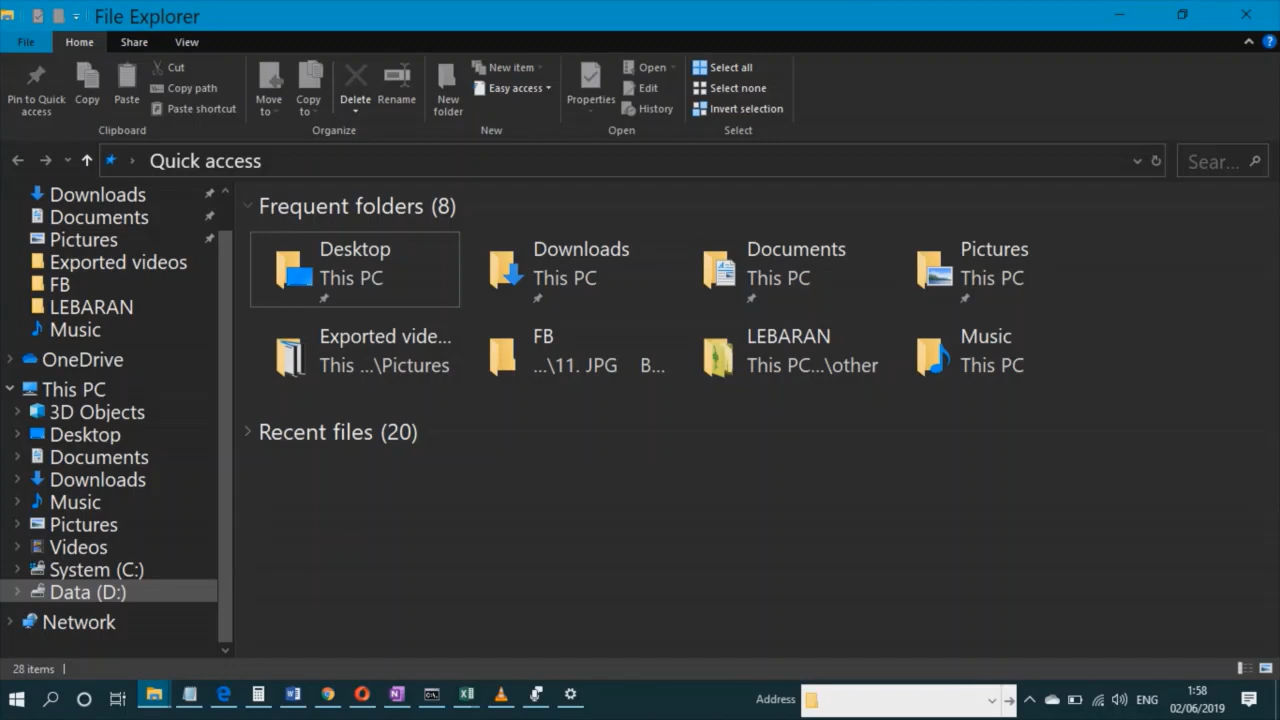 File Explorer
File Home Share View
Pin to Quick access
Copy
Paste
Cut
Copy path
Paste shortcut
Clipboard
Move to
Copy to
Delete
Rename
Organize
New folder
New item
Easy access
New
Properties
Open
Edit
History
Open
Select all
Select none
Invert selection
Select
Quick access
Sear...
Downloads
Documents
Pictures
Exported videos
FB
LEBARAN
Music
OneDrive
This PC
3D Objects
Desktop
Documents
Downloads
Music
Pictures
Videos
System (C:)
Data (D:)
Network
Frequent folders (8)
Desktop
This PC
Downloads
This PC
Documents
This PC
Pictures
This PC
Exported vide...
This ...\Pictures
FB
...\11. JPG B...
LEBARAN
This PC...\other
Music
This PC
Recent files (20)
28 items
Address
ENG
1:58
02/06/2019